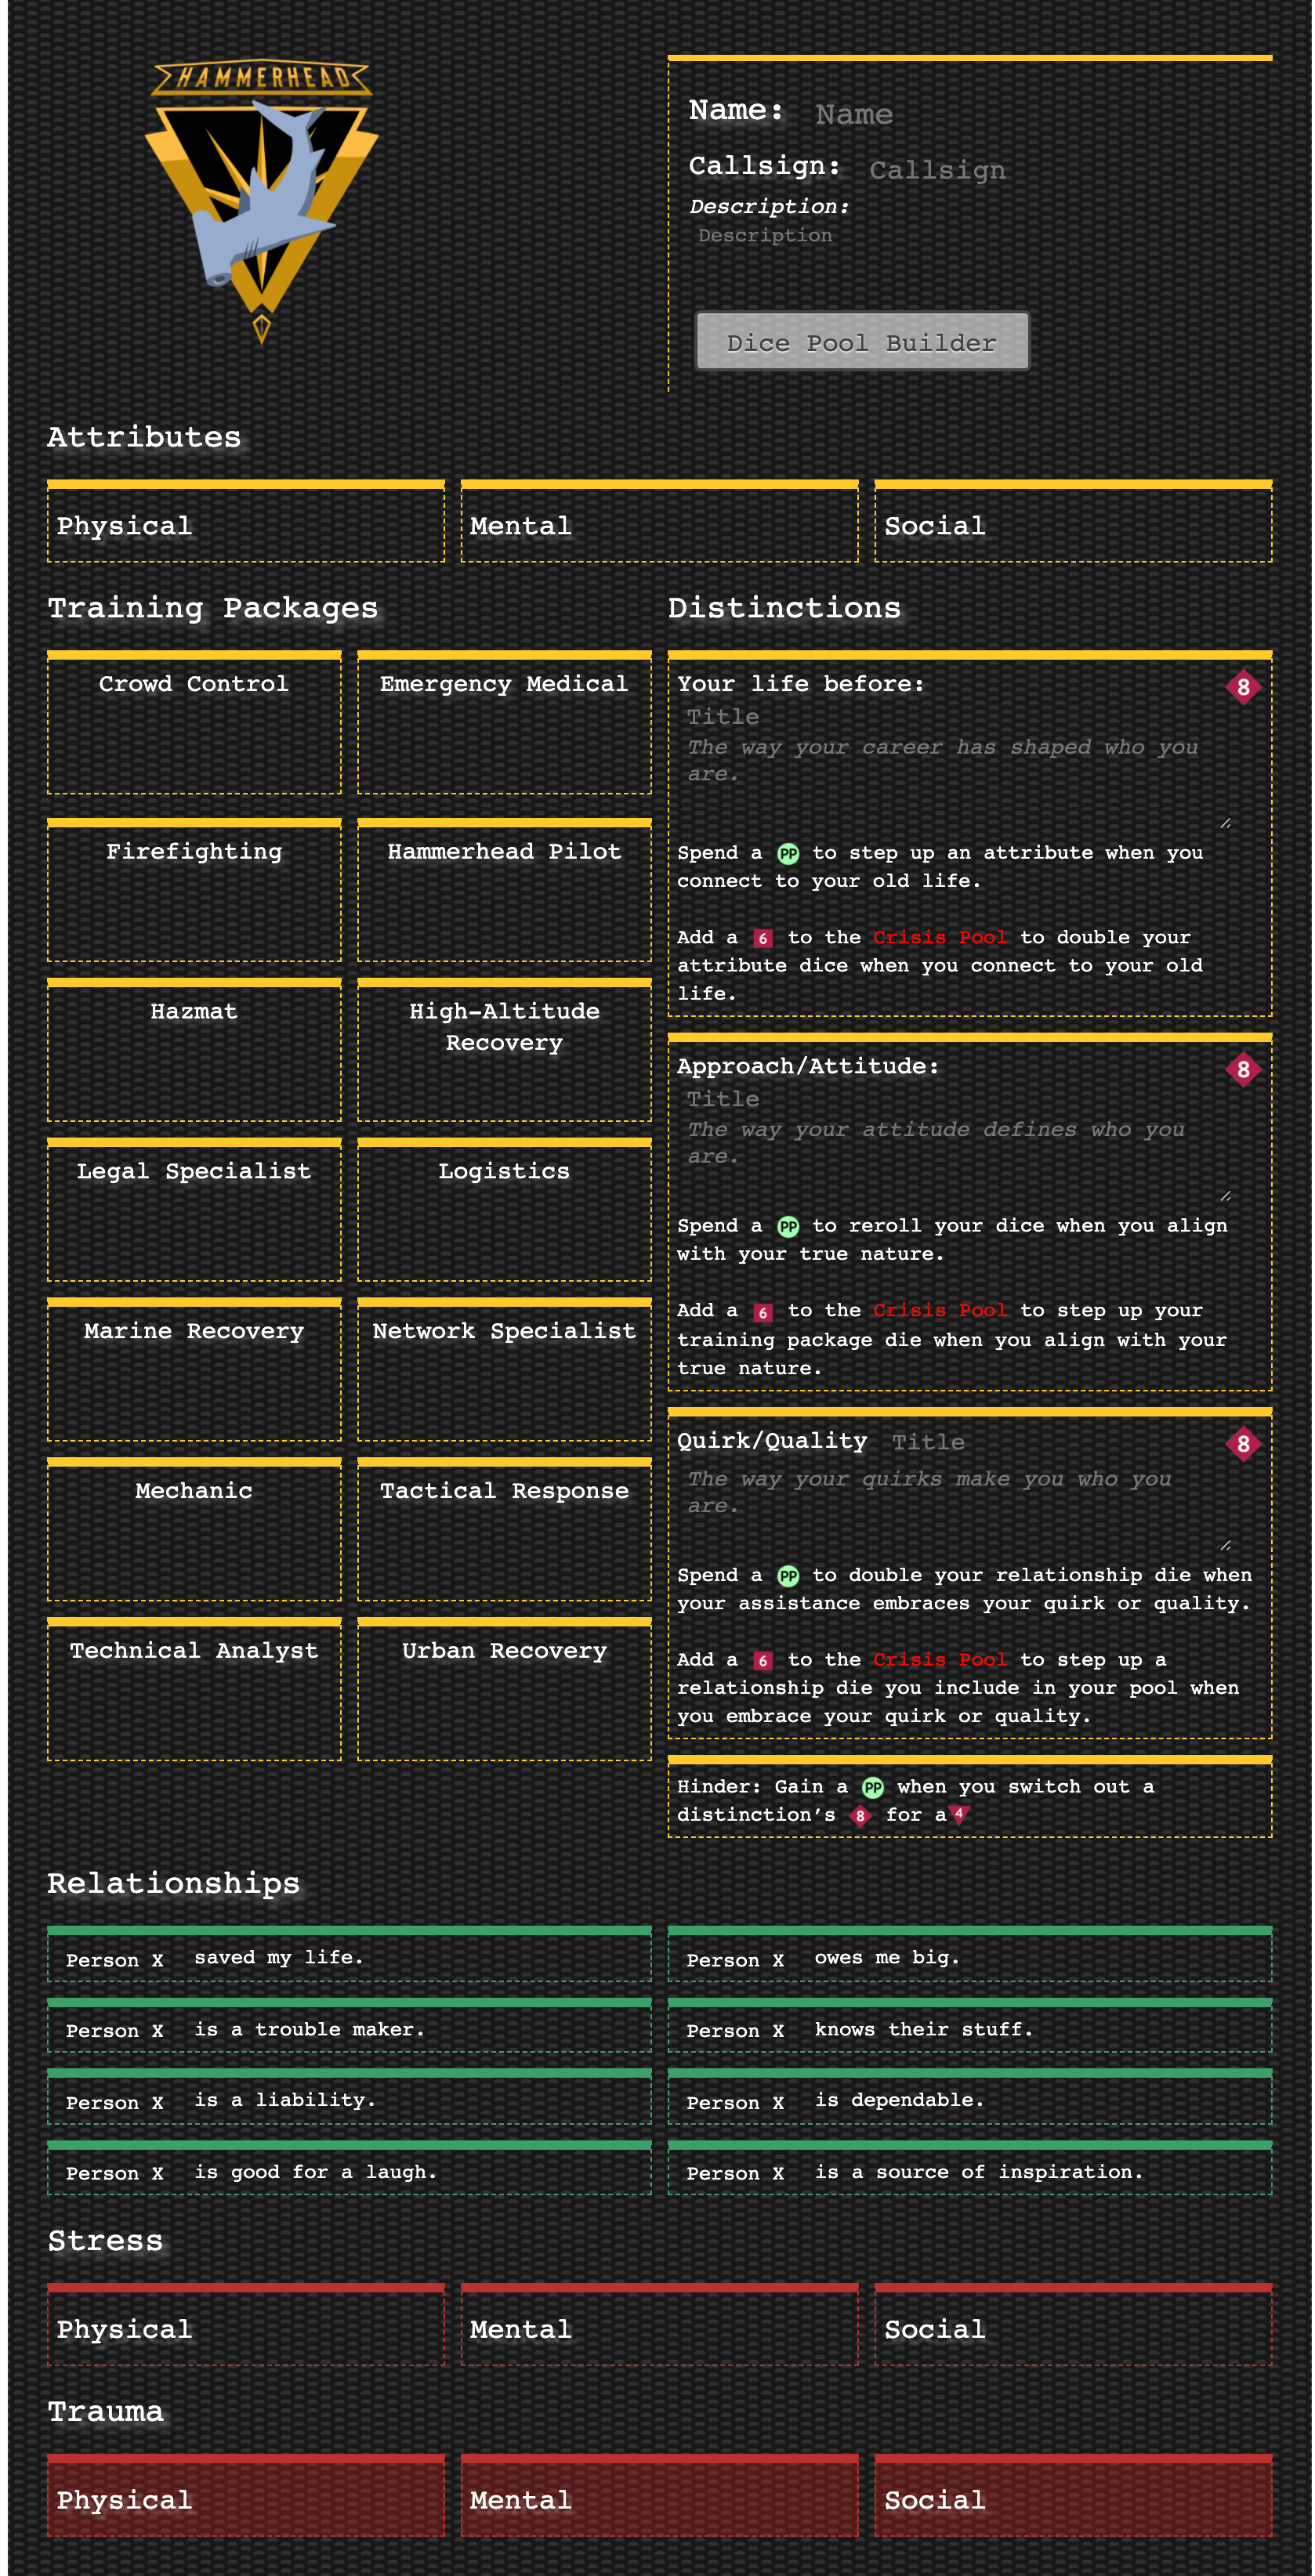 HAMMERHEAD
Name: Name
Callsign: Callsign
Description:
Description
Dice Pool Builder
Attributes
Physical
Mental
Social
Training Packages
Crowd Control
Emergency Medical
Firefighting
Hammerhead Pilot
Hazmat
High-Altitude
Recovery
Legal Specialist
Logistics
Marine Recovery
Network Specialist
Mechanic
Tactical Response
Technical Analyst
Urban Recovery
Distinctions
Your life before: 8
Title
The way your career has shaped who you
are.
Spend a PP to step up an attribute when you
connect to your old life.
Add a 6 to the Crisis Pool to double your
attribute dice when you connect to your old
life.
Approach/Attitude: 8
Title
The way your attitude defines who you
are.
Spend a PP to reroll your dice when you align
with your true nature.
Add a 6 to the Crisis Pool to step up your
training package die when you align with your
true nature.
Quirk/Quality Title 8
The way your quirks make you who you
are.
Spend a PP to double your relationship die when
your assistance embraces your quirk or quality.
Add a 6 to the Crisis Pool to step up a
relationship die you include in your pool when
you embrace your quirk or quality.
Hinder: Gain a PP when you switch out a
distinction’s 8 for a 4
Relationships
Person X saved my life.
Person X owes me big.
Person X is a trouble maker.
Person X knows their stuff.
Person X is a liability.
Person X is dependable.
Person X is good for a laugh.
Person X is a source of inspiration.
Stress
Physical
Mental
Social
Trauma
Physical
Mental
Social